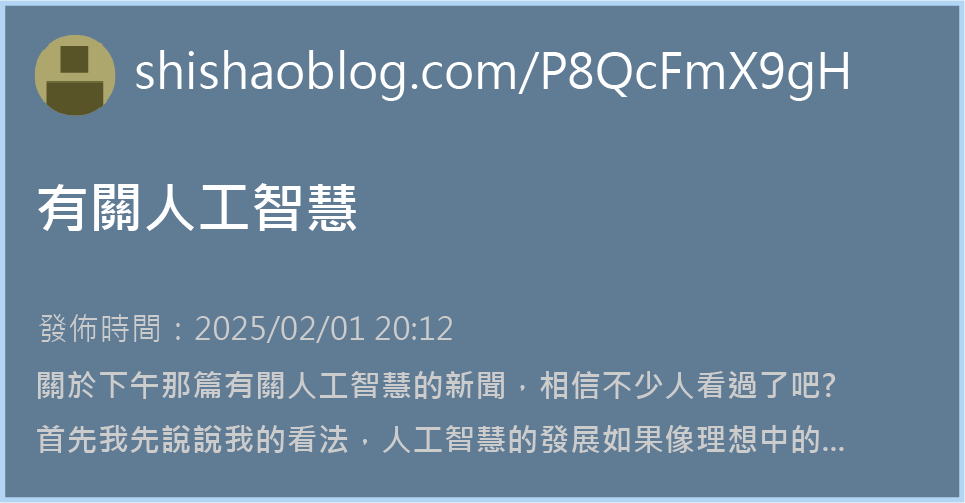 shishaoblog.com/P8QcFmX9gH
有關人工智慧
發佈時間：2025/02/01 20:12
關於下午那篇有關人工智慧的新聞，相信不少人看過了吧?
首先我先說說我的看法，人工智慧的發展如果像理想中的...